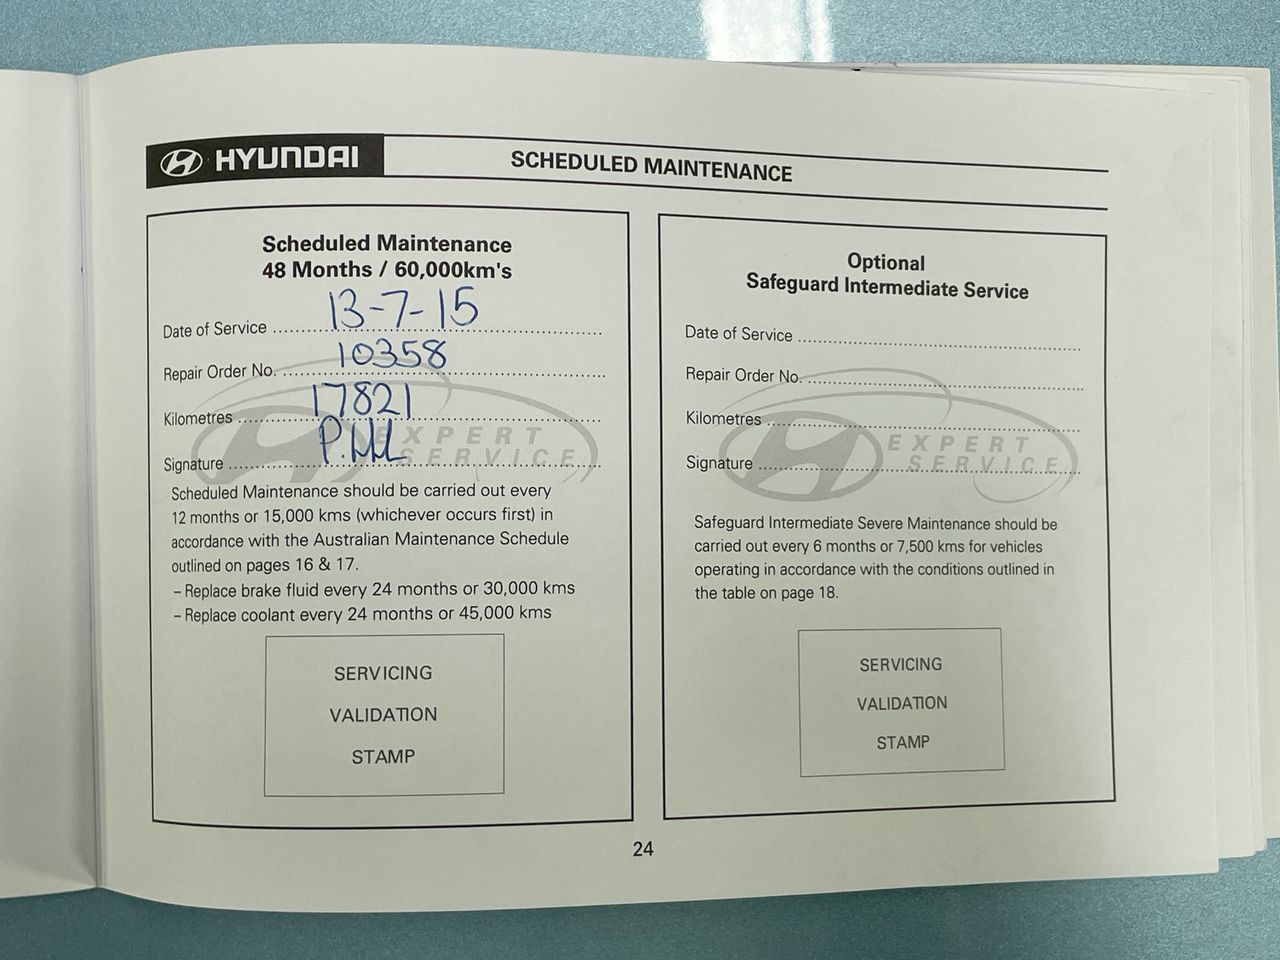 HYUNDAI
SCHEDULED MAINTENANCE
Scheduled Maintenance
48 Months / 60,000km's
Date of Service 13-7-15
Repair Order No. 10358
Kilometres 17821
Signature
EXPERT
SERVICE
Scheduled Maintenance should be carried out every
12 months or 15,000 kms (whichever occurs first) in
accordance with the Australian Maintenance Schedule
outlined on pages 16 & 17.
– Replace brake fluid every 24 months or 30,000 kms
– Replace coolant every 24 months or 45,000 kms
SERVICING
VALIDATION
STAMP
Optional
Safeguard Intermediate Service
Date of Service
Repair Order No.
Kilometres
Signature
EXPERT
SERVICE
Safeguard Intermediate Severe Maintenance should be
carried out every 6 months or 7,500 kms for vehicles
operating in accordance with the conditions outlined in
the table on page 18.
SERVICING
VALIDATION
STAMP
24